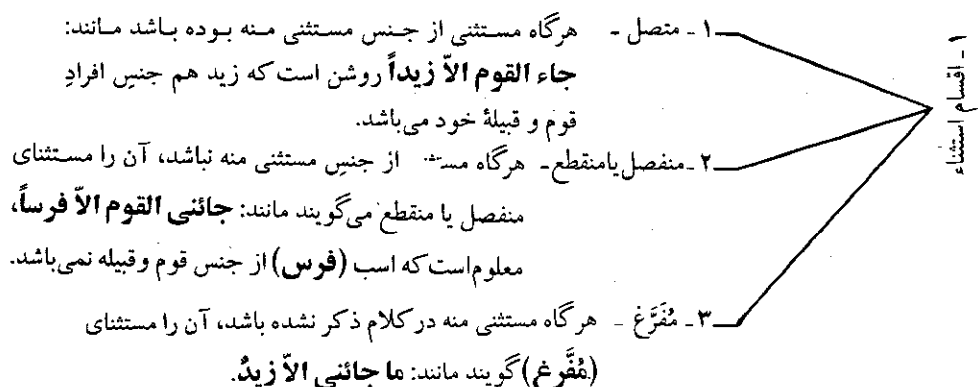 ۱ ـ اقسام استثناء
۱ ـ متصل ـ هرگاه مستثنی از جنس مستثنی منه بوده باشد مانند:
جاء القوم الاّ زیداً روشن است که زید هم جنسِ افرادِ
قوم و قبیلهٔ خود می‌باشد.
۲ ـ منفصل یا منقطع ـ هرگاه از جنسِ مستثنی منه نباشد، آن را مستثنای
منفصل یا منقطع می‌گویند مانند: جائنی القوم الاّ فرساً،
معلوم است که اسب (فرس) از جنس قوم و قبیله نمی‌باشد.
۳ ـ مُفَرَّغ ـ هرگاه مستثنی منه در کلام ذکر نشده باشد، آن را مستثنای
(مُفَّرغ) گویند مانند: ما جائنی الاّ زیدٌ.